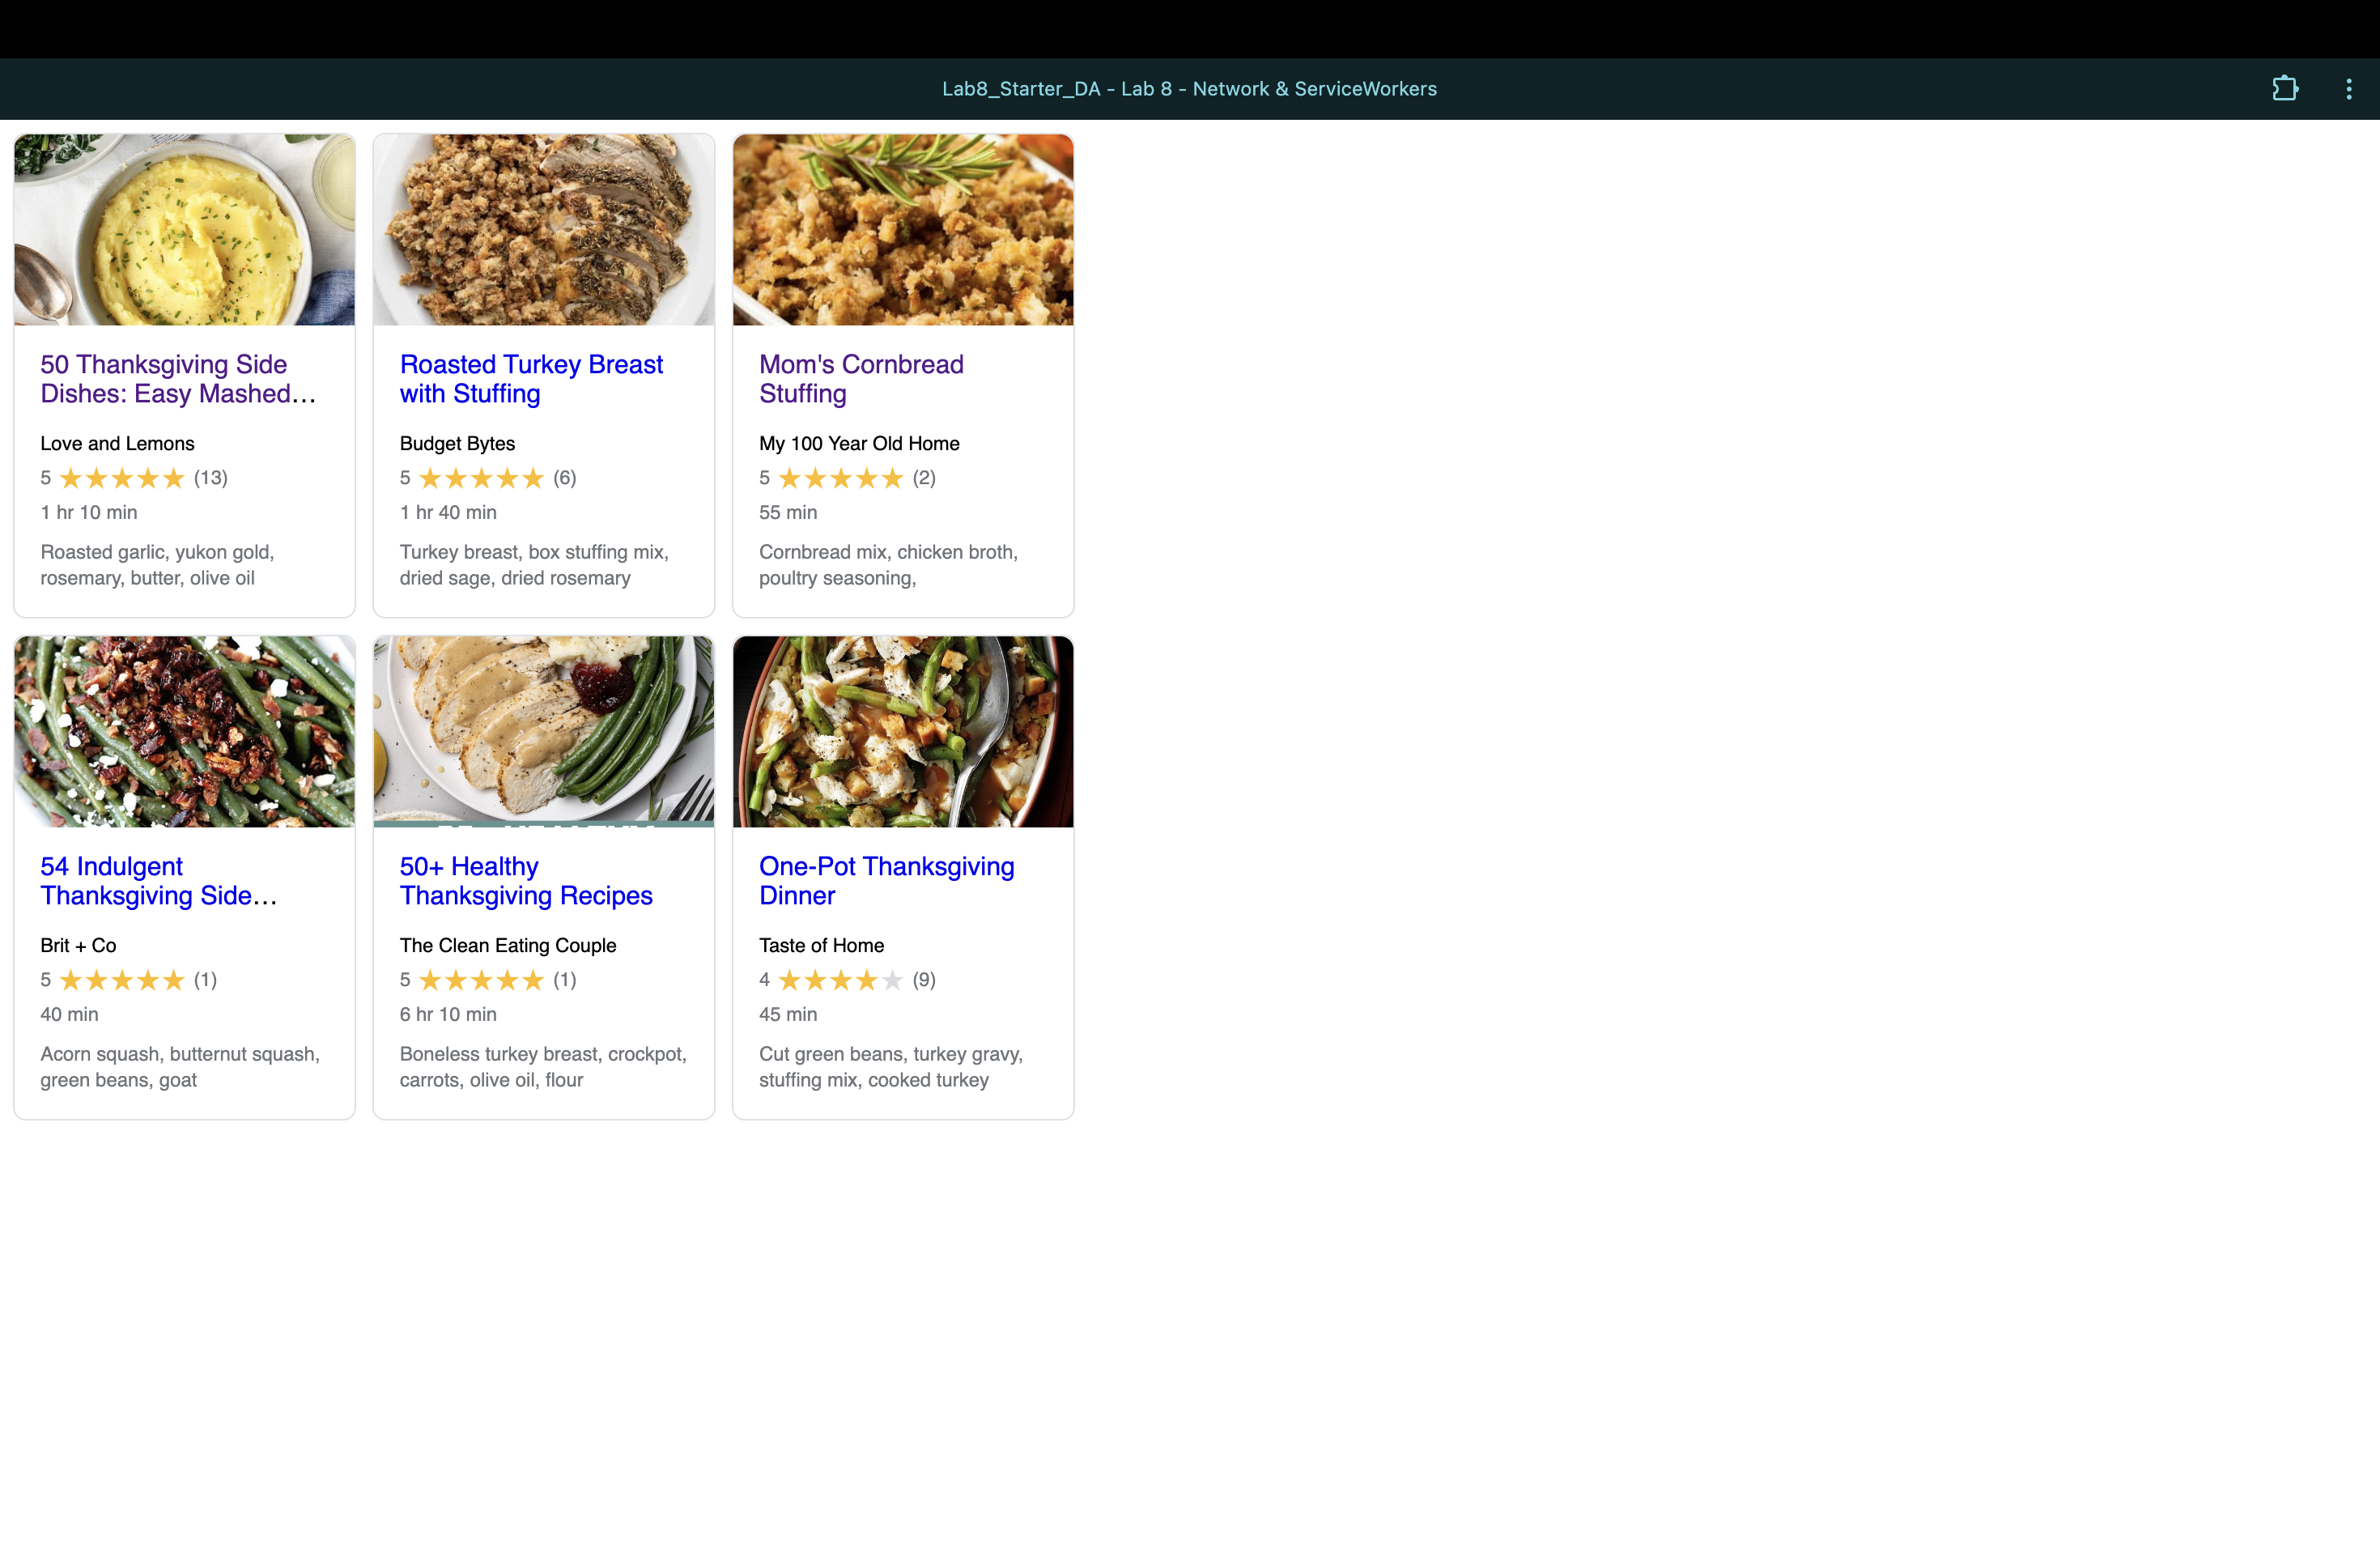 Lab8_Starter_DA - Lab 8 - Network & ServiceWorkers
50 Thanksgiving Side
Dishes: Easy Mashed…
Love and Lemons
5 ★★★★★ (13)
1 hr 10 min
Roasted garlic, yukon gold,
rosemary, butter, olive oil
Roasted Turkey Breast
with Stuffing
Budget Bytes
5 ★★★★★ (6)
1 hr 40 min
Turkey breast, box stuffing mix,
dried sage, dried rosemary
Mom's Cornbread
Stuffing
My 100 Year Old Home
5 ★★★★★ (2)
55 min
Cornbread mix, chicken broth,
poultry seasoning,
54 Indulgent
Thanksgiving Side…
Brit + Co
5 ★★★★★ (1)
40 min
Acorn squash, butternut squash,
green beans, goat
50+ Healthy
Thanksgiving Recipes
The Clean Eating Couple
5 ★★★★★ (1)
6 hr 10 min
Boneless turkey breast, crockpot,
carrots, olive oil, flour
One-Pot Thanksgiving
Dinner
Taste of Home
4 ★★★★★ (9)
45 min
Cut green beans, turkey gravy,
stuffing mix, cooked turkey